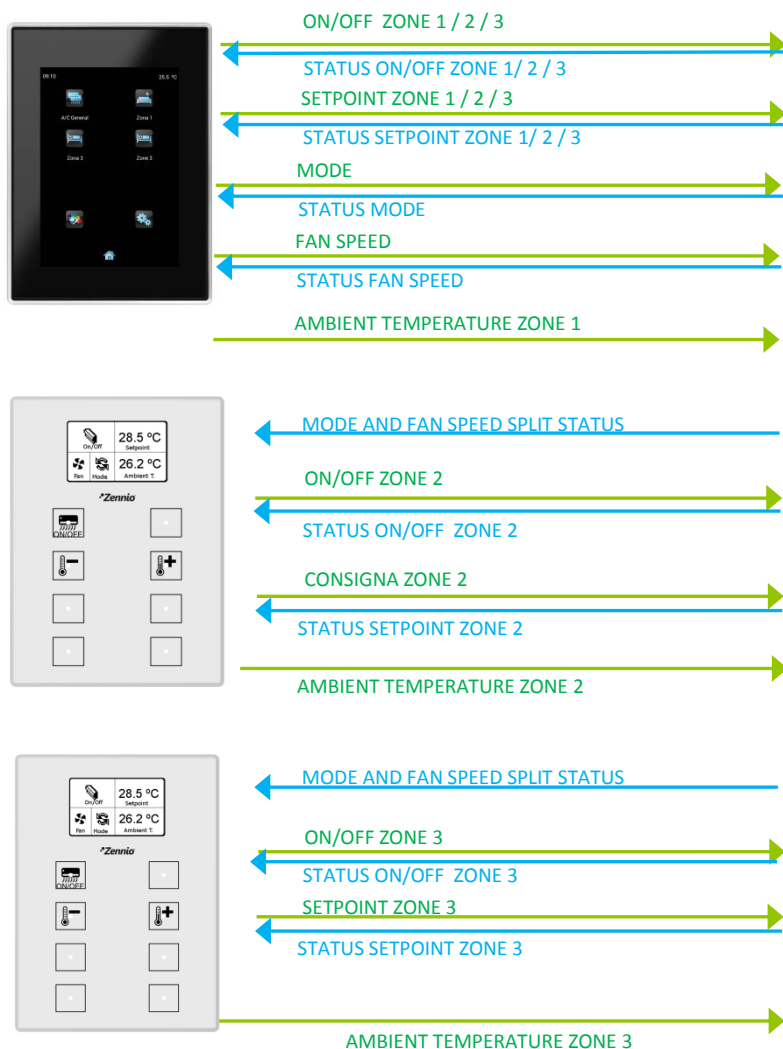 ON/OFF ZONE 1 / 2 / 3
STATUS ON/OFF ZONE 1/ 2 / 3
SETPOINT ZONE 1 / 2 / 3
STATUS SETPOINT ZONE 1/ 2 / 3
MODE
STATUS MODE
FAN SPEED
STATUS FAN SPEED
AMBIENT TEMPERATURE ZONE 1
09:10
25.5 ºC
A/C General
Zona 1
Zona 2
Zona 3
MODE AND FAN SPEED SPLIT STATUS
ON/OFF ZONE 2
STATUS ON/OFF ZONE 2
CONSIGNA ZONE 2
STATUS SETPOINT ZONE 2
AMBIENT TEMPERATURE ZONE 2
On/Off
28.5 ºC
Setpoint
Fan
Mode
26.2 ºC
Ambient T.
Zennio
ON/OFF
MODE AND FAN SPEED SPLIT STATUS
ON/OFF ZONE 3
STATUS ON/OFF ZONE 3
SETPOINT ZONE 3
STATUS SETPOINT ZONE 3
AMBIENT TEMPERATURE ZONE 3
On/Off
28.5 ºC
Setpoint
Fan
Mode
26.2 ºC
Ambient T.
Zennio
ON/OFF